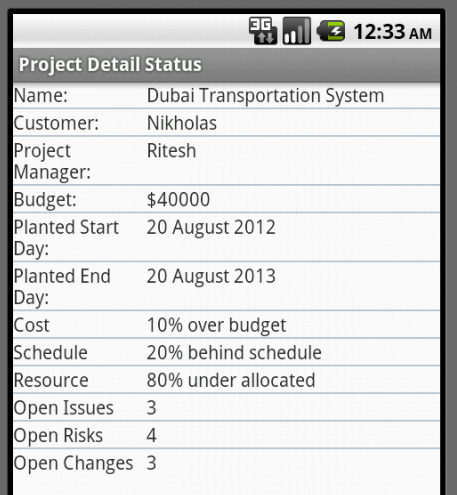 3G 12:33 AM
Project Detail Status
Name: Dubai Transportation System
Customer: Nikholas
Project Ritesh
Manager:
Budget: $40000
Planted Start 20 August 2012
Day:
Planted End 20 August 2013
Day:
Cost 10% over budget
Schedule 20% behind schedule
Resource 80% under allocated
Open Issues 3
Open Risks 4
Open Changes 3